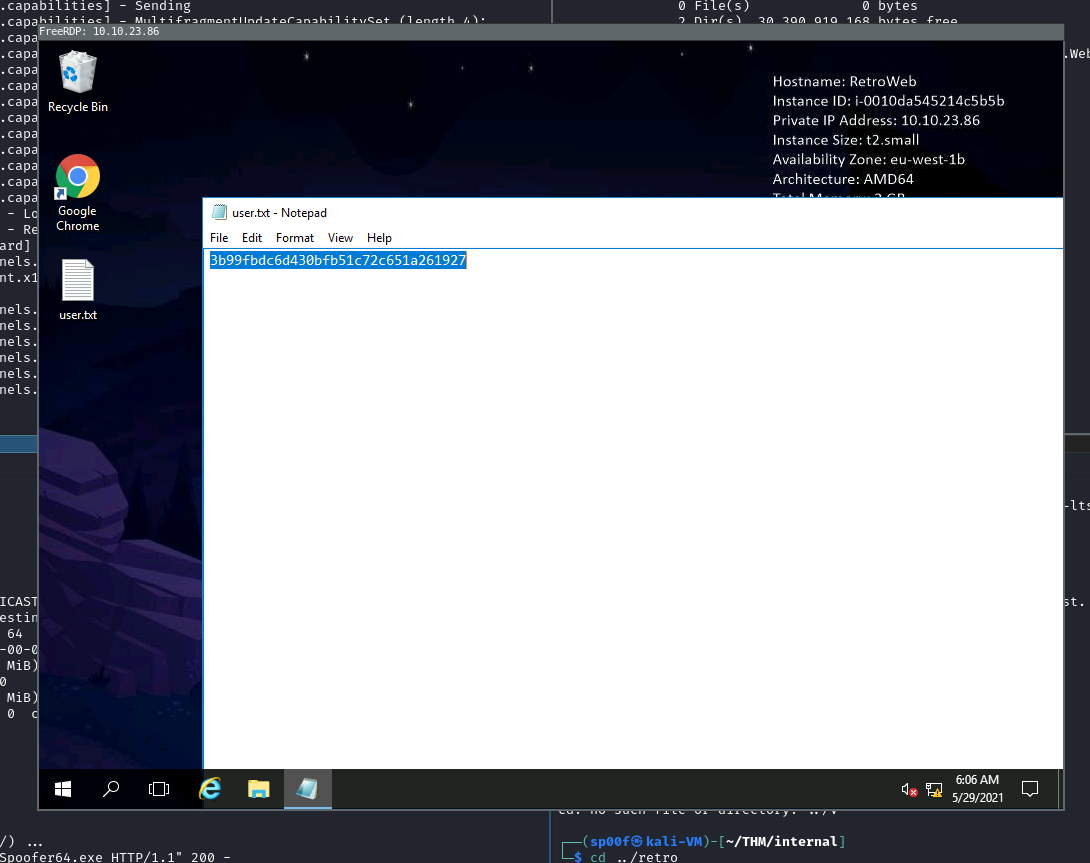 .capabilities] - Sending
0 File(s) 0 bytes
.capabilities] - MultifragmentUpdateCapabilitySet (length 4):
2 Dir(s) 30,390,919,168 bytes free
FreeRDP: 10.10.23.86
.capa
.capa
.Web
.capa
.capa
.capa
.capa
.capa
.capa
.capa
.capa
- Lo
- Re
ard]
nels.
nt.x1
nels.
nels.
nels.
nels.
nels.
nels.
Recycle Bin
Google
Chrome
user.txt
Hostname: RetroWeb
Instance ID: i-0010da545214c5b5b
Private IP Address: 10.10.23.86
Instance Size: t2.small
Availability Zone: eu-west-1b
Architecture: AMD64
Total Memory: 2 GB
user.txt - Notepad
File Edit Format View Help
3b99fbdc6d430bfb51c72c651a261927
-lts
ICAST
st.
estin
64
-00-0
MiB)
0
MiB)
0 c
6:06 AM
5/29/2021
cd: no such file or directory: ../
/) ...
┌──(sp00f㉿kali-VM)-[~/THM/internal]
Spoofer64.exe HTTP/1.1" 200 -
└─$ cd ../retro